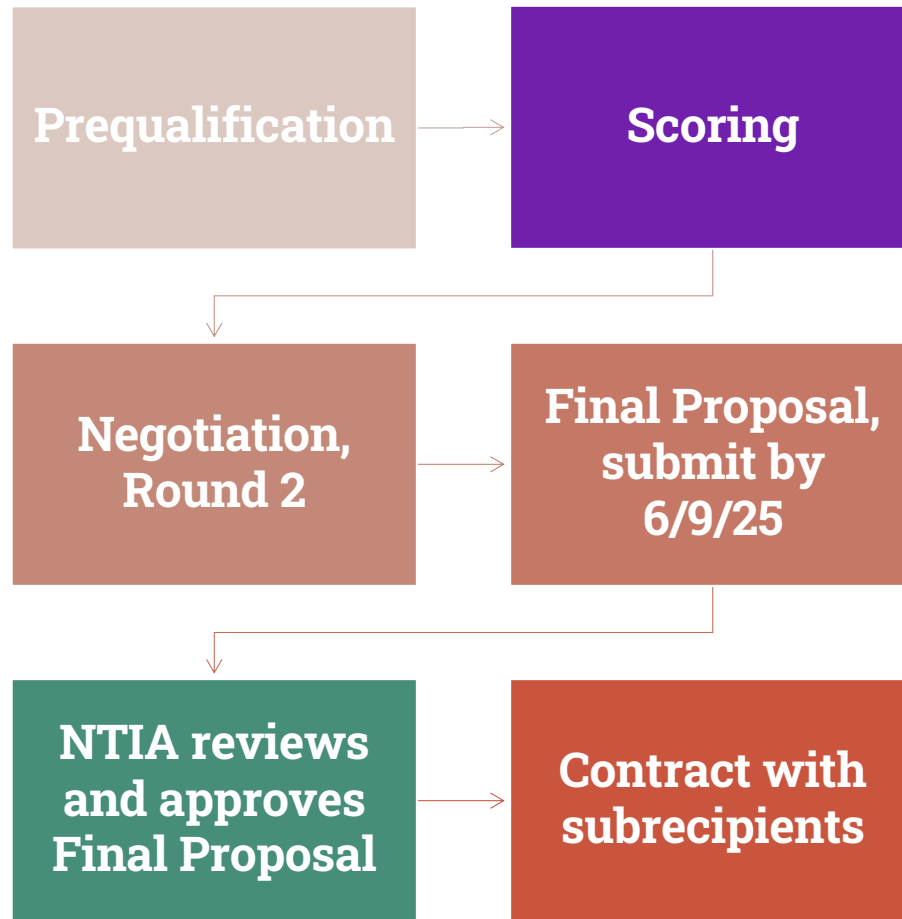 Prequalification
Scoring
Negotiation,
Round 2
Final Proposal,
submit by
6/9/25
NTIA reviews
and approves
Final Proposal
Contract with
subrecipients